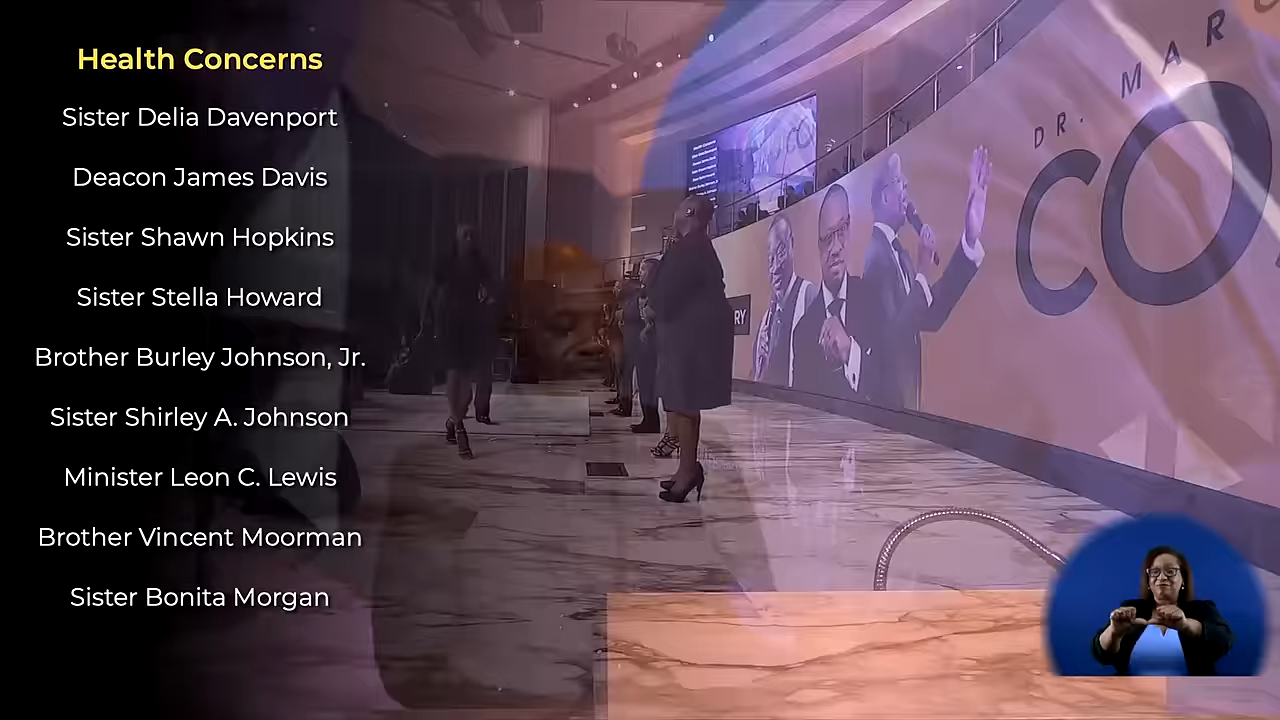 Health Concerns
Sister Delia Davenport
Deacon James Davis
Sister Shawn Hopkins
Sister Stella Howard
Brother Burley Johnson, Jr.
Sister Shirley A. Johnson
Minister Leon C. Lewis
Brother Vincent Moorman
Sister Bonita Morgan
DR. MAR
CO
RY